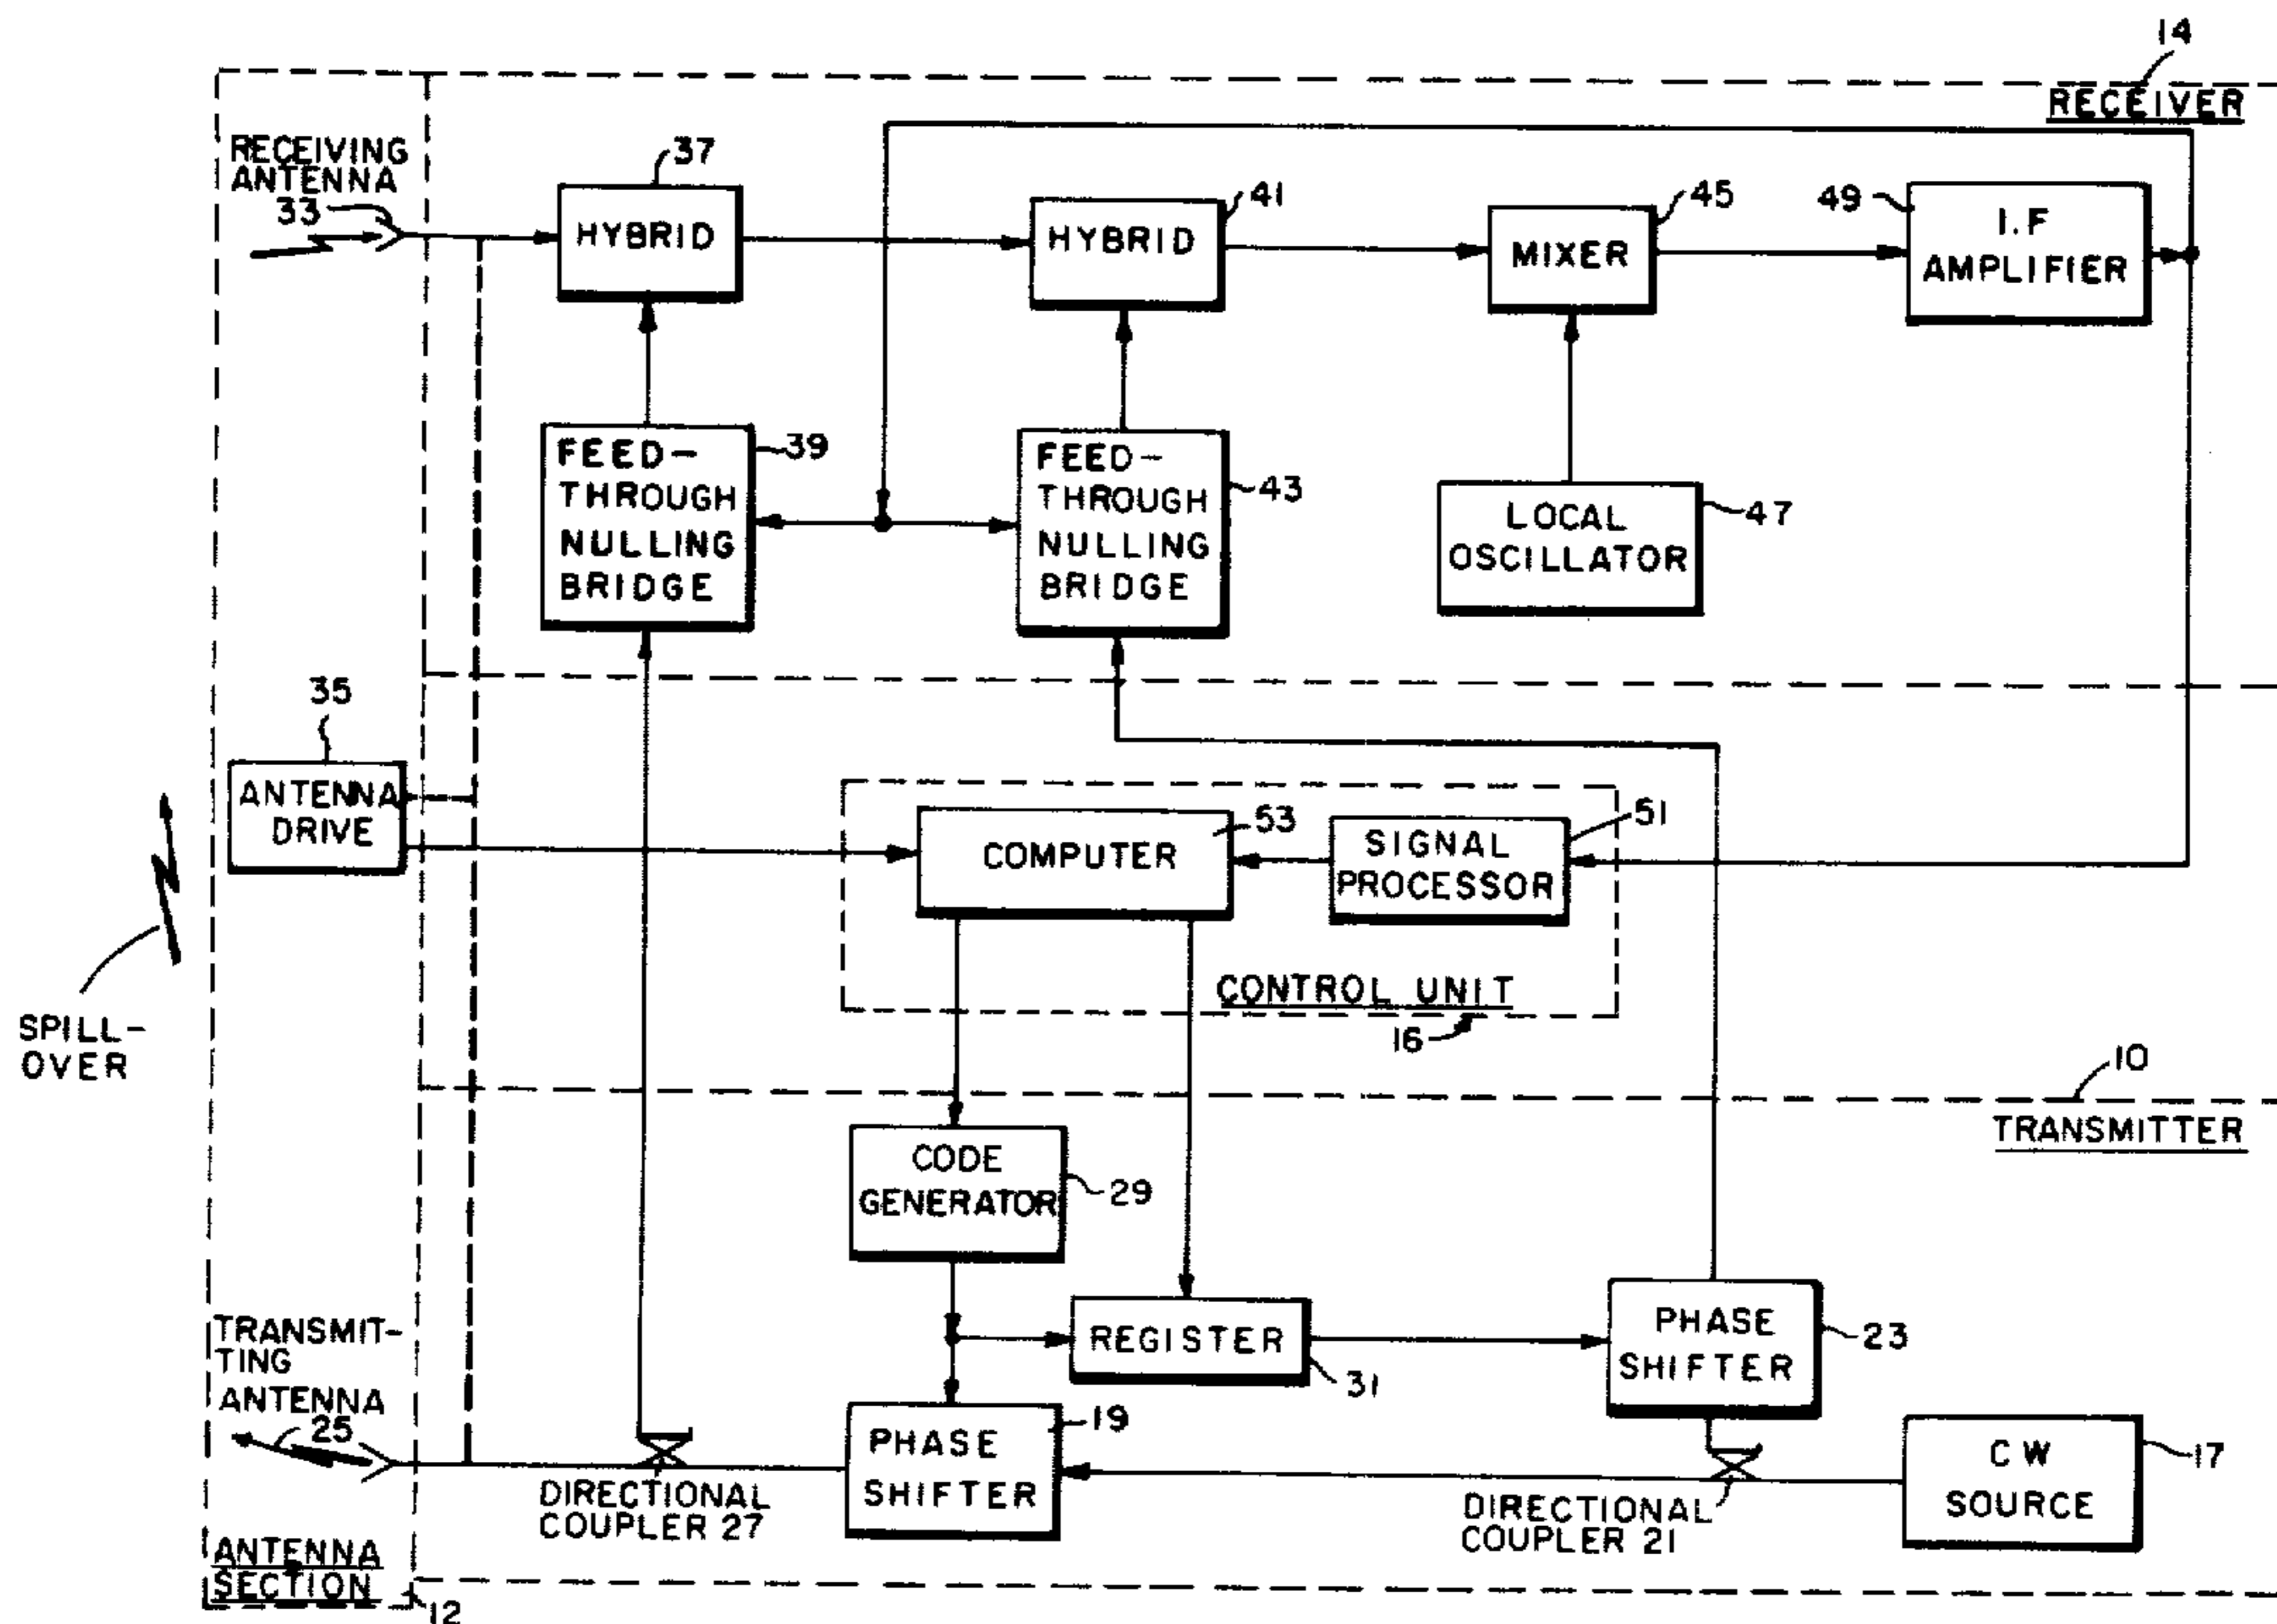 14
RECEIVER
RECEIVING
ANTENNA
33
37
HYBRID
41
HYBRID
45
MIXER
49
I.F
AMPLIFIER
39
FEED-
THROUGH
NULLING
BRIDGE
43
FEED-
THROUGH
NULLING
BRIDGE
47
LOCAL
OSCILLATOR
35
ANTENNA
DRIVE
53
COMPUTER
51
SIGNAL
PROCESSOR
CONTROL UNIT
16
SPILL-
OVER
10
TRANSMITTER
CODE
GENERATOR
29
TRANSMIT-
TING
ANTENNA
25
REGISTER
31
PHASE
SHIFTER
23
PHASE
SHIFTER
19
CW
SOURCE
17
DIRECTIONAL
COUPLER 27
DIRECTIONAL
COUPLER 21
ANTENNA
SECTION
12